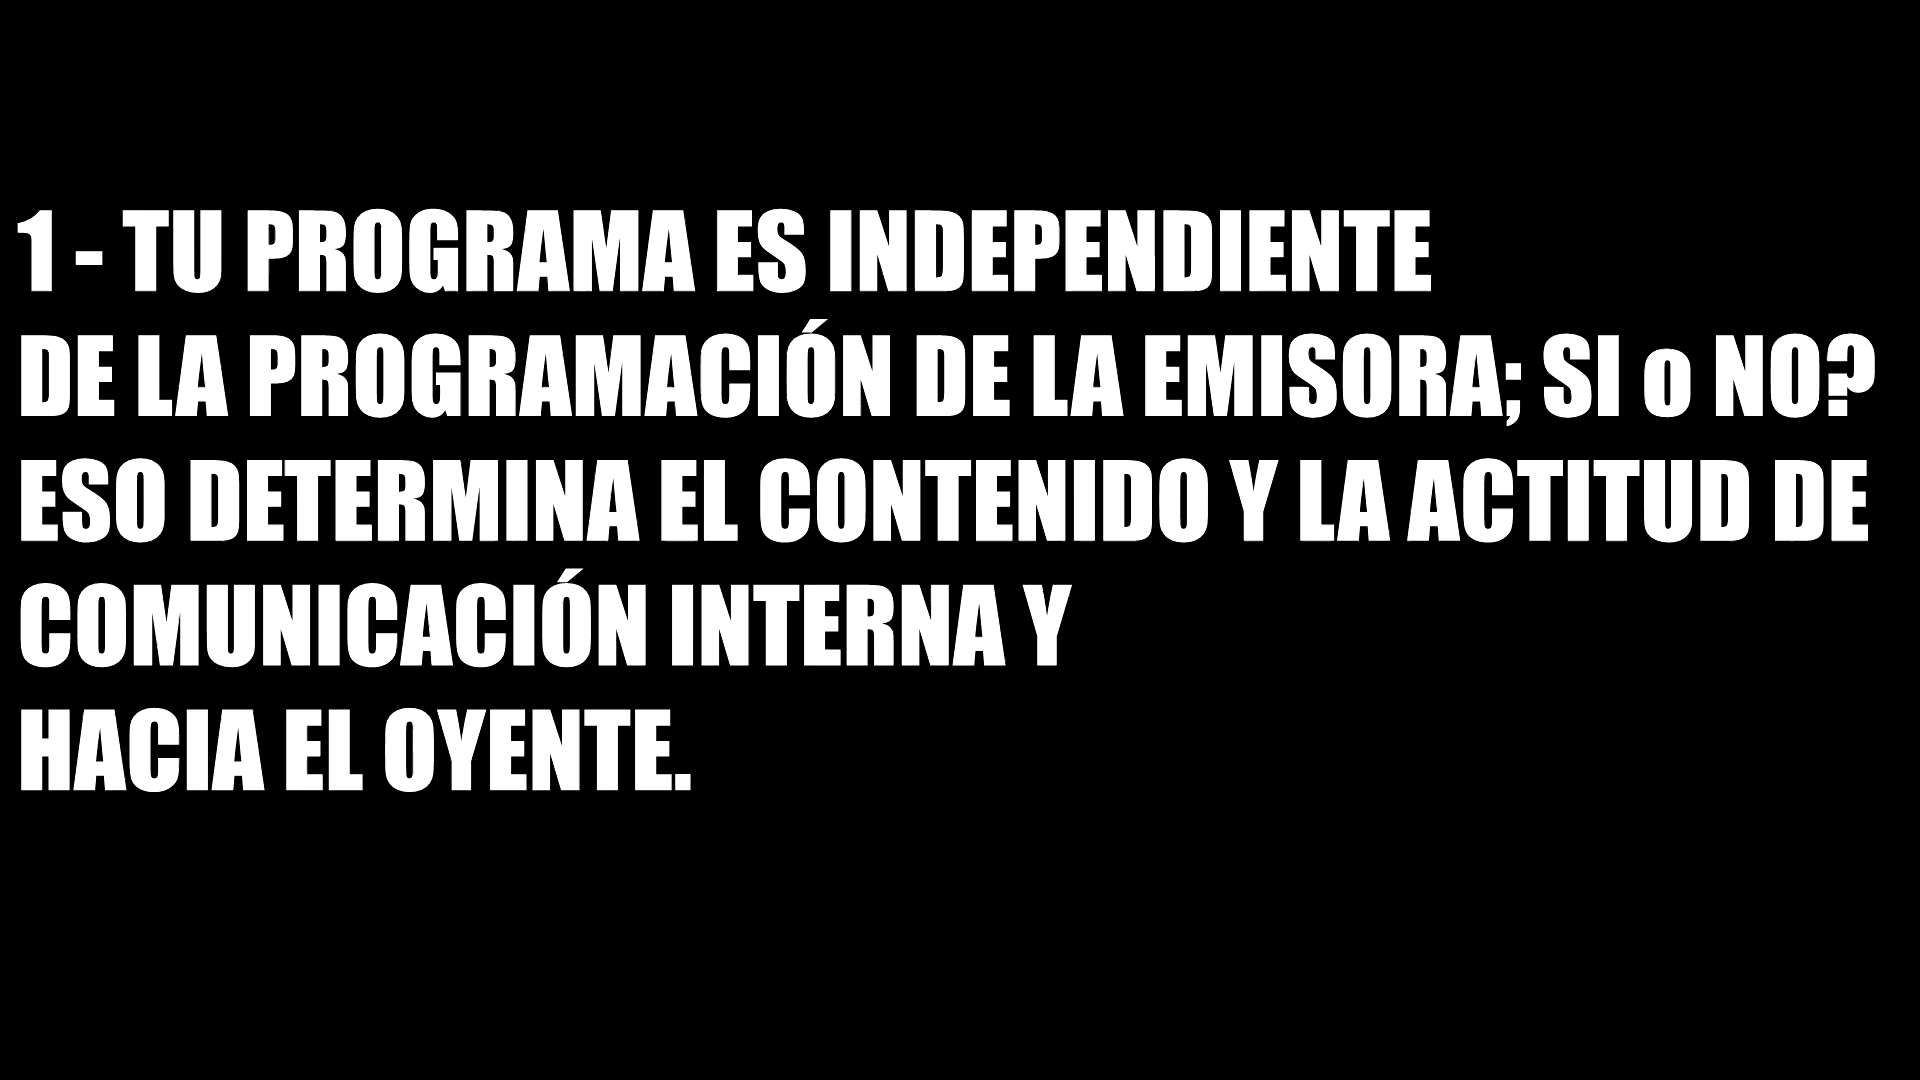 1 - TU PROGRAMA ES INDEPENDIENTE
DE LA PROGRAMACIÓN DE LA EMISORA; SI o NO?
ESO DETERMINA EL CONTENIDO Y LA ACTITUD DE
COMUNICACIÓN INTERNA Y
HACIA EL OYENTE.